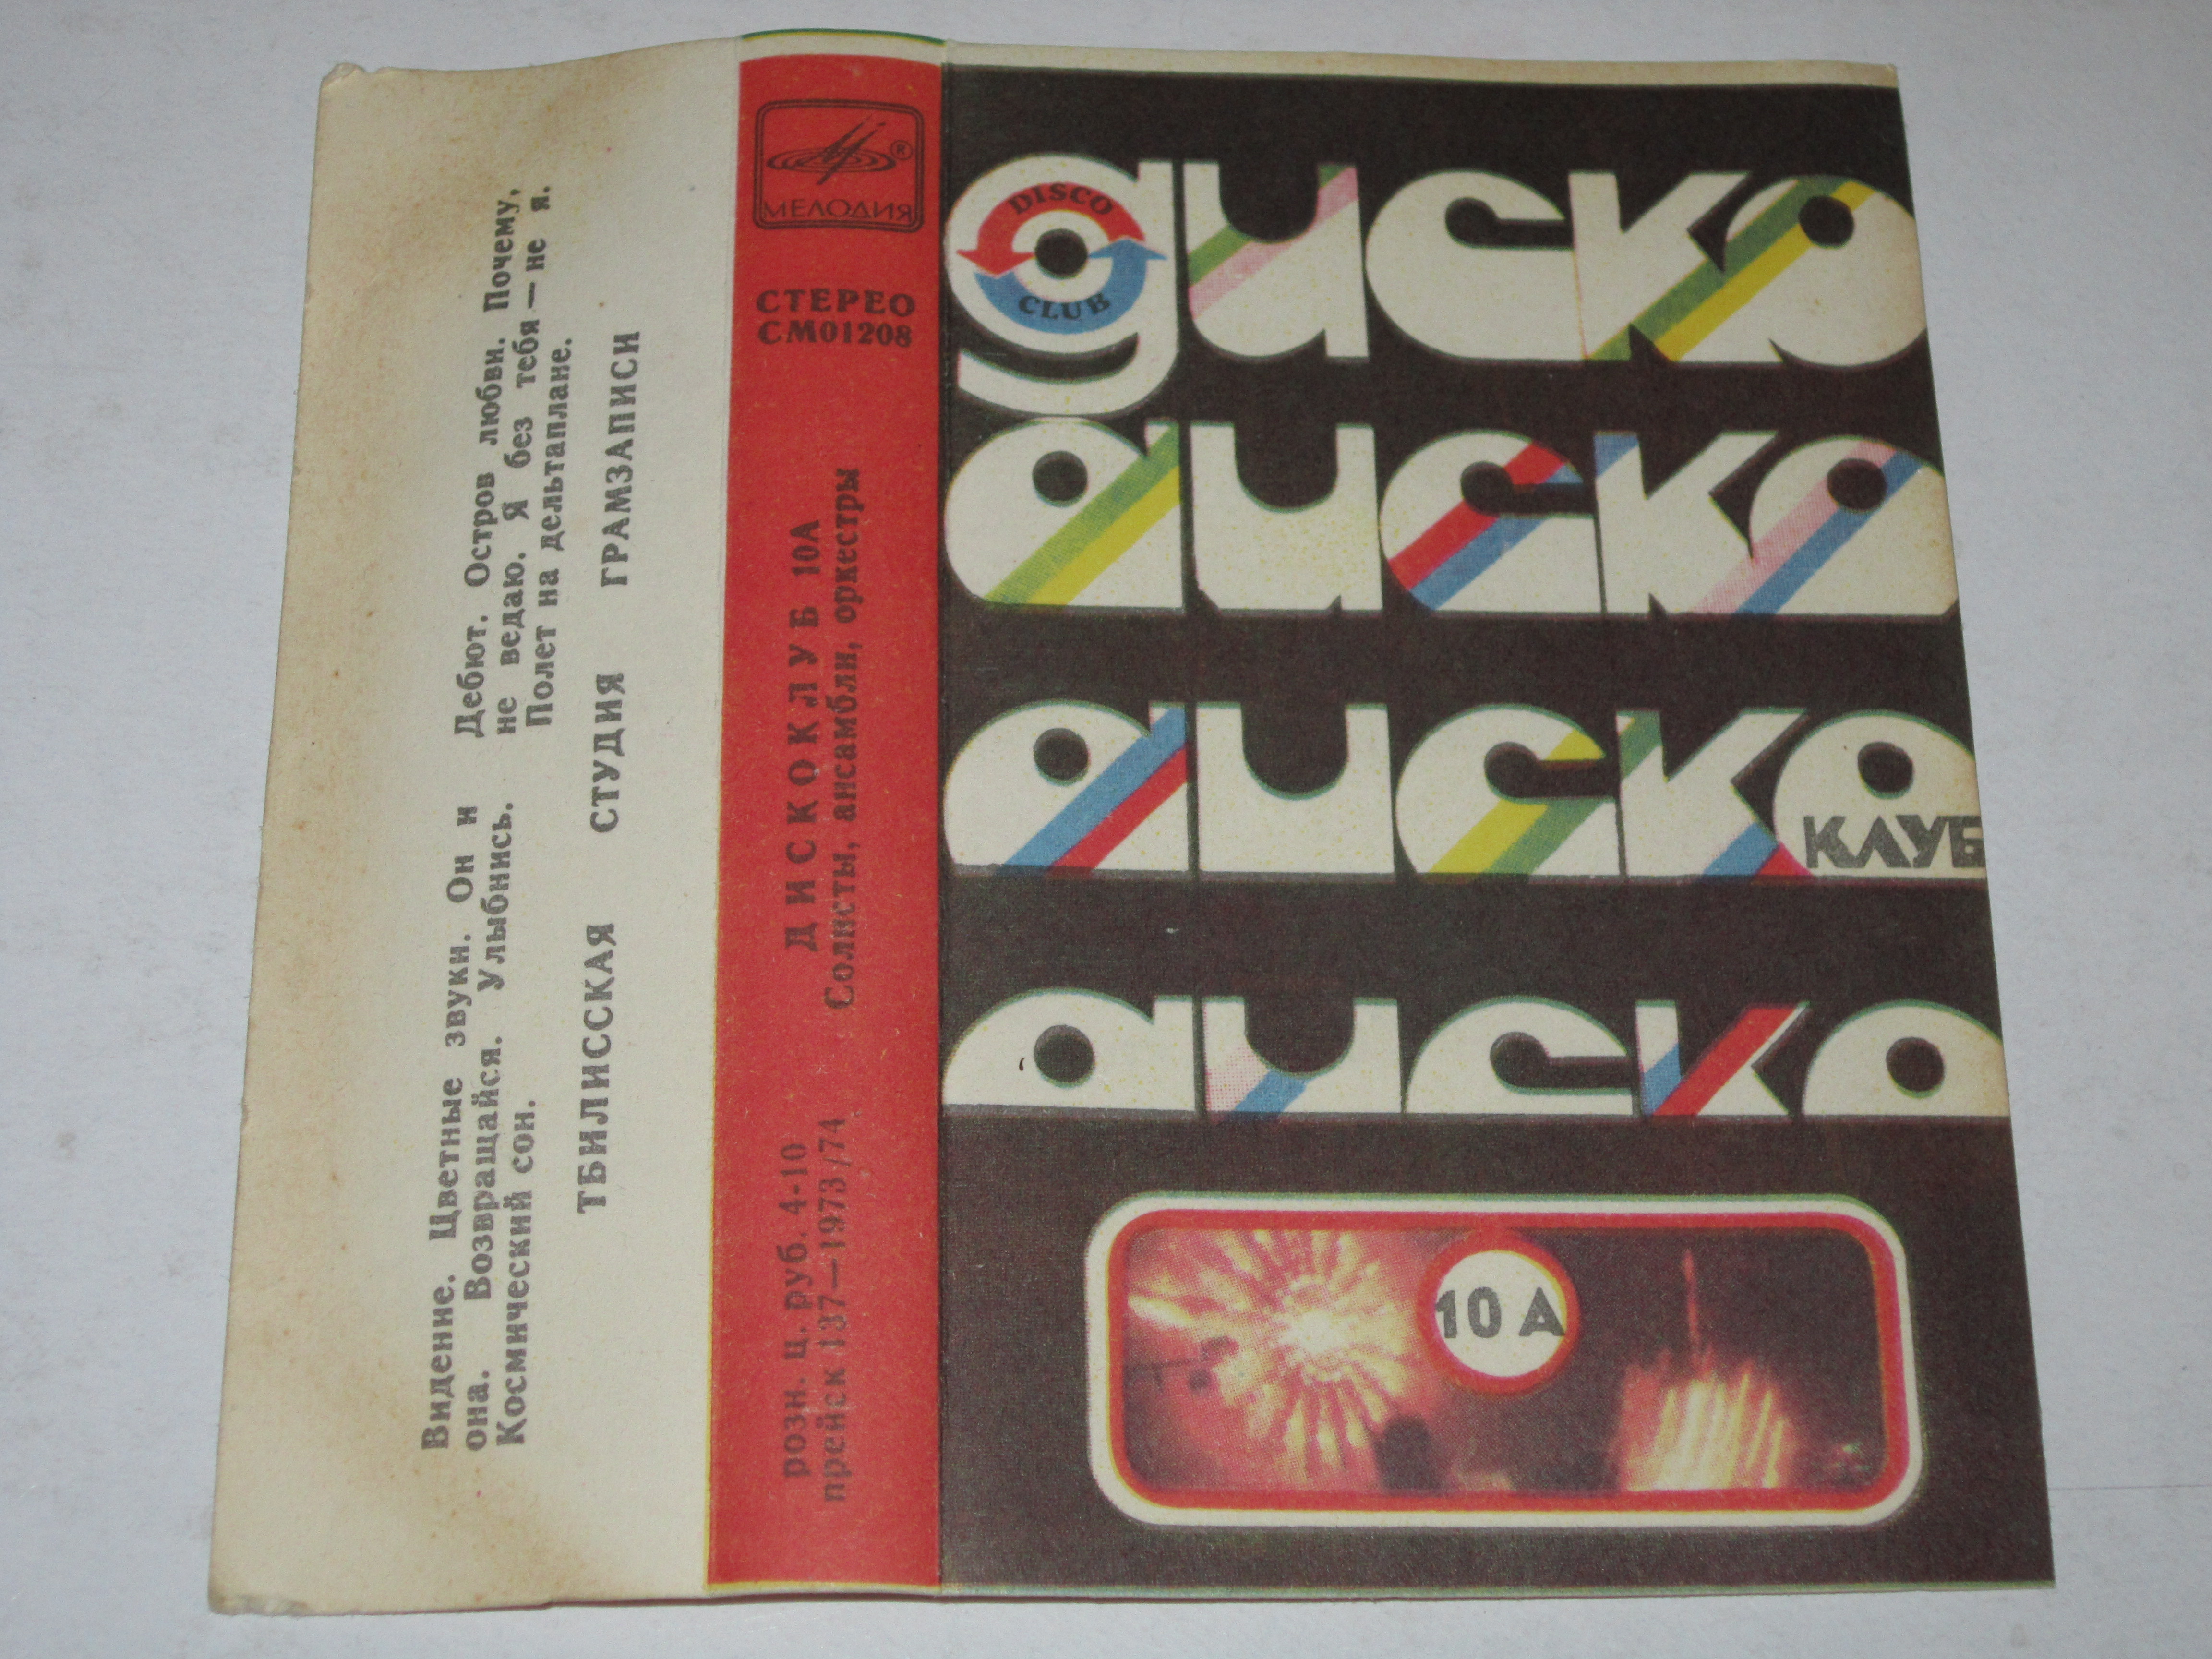 Видение. Цветные звуки. Он и
она. Возвращайся. Улыбнись.
Космический сон.
Дебют. Остров любви. Почему,
не ведаю. Я без тебя — не я.
Полет на дельтаплане.
ТБИЛИССКАЯ СТУДИЯ ГРАМЗАПИСИ
МЕЛОДИЯ ®
СТЕРЕО
СМ01208
ДИСКОКЛУБ 10А
Солисты, ансамбли, оркестры
розн. ц. руб. 4-10
прейск 137—1973/74
диско
DISCO
CLUB
диско
диско
КЛУБ
диско
10 А